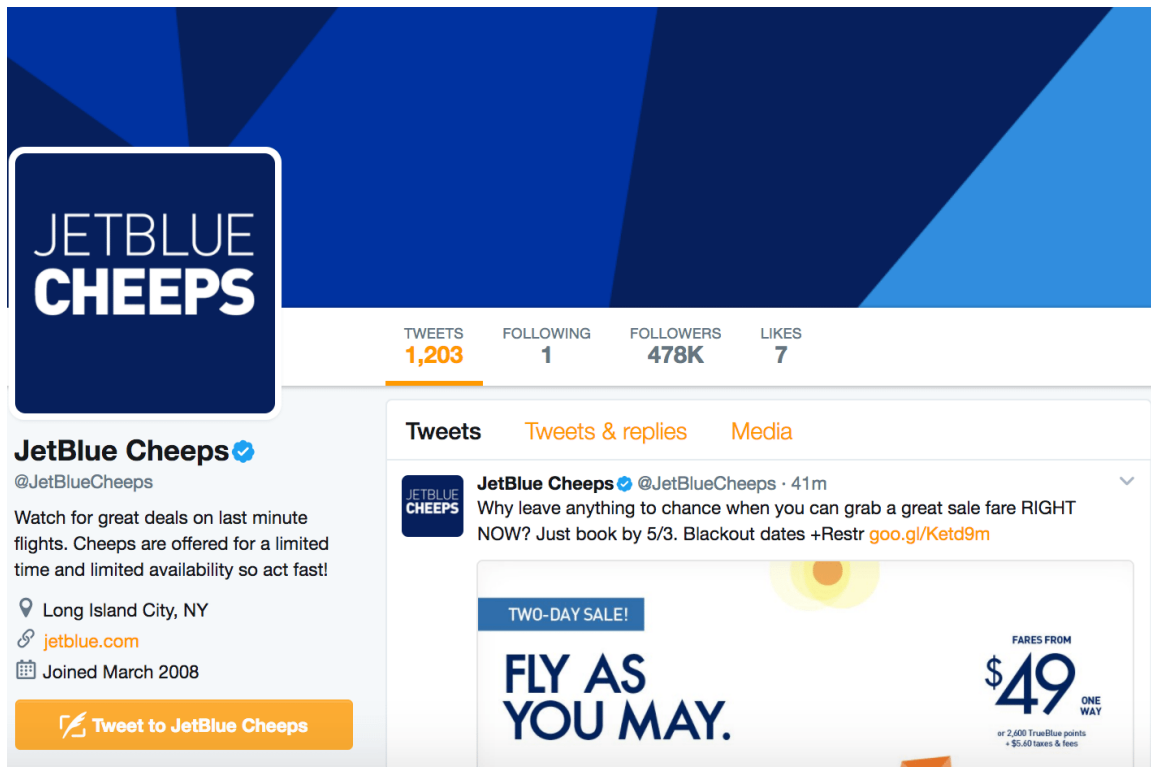 JETBLUE
CHEEPS
TWEETS
1,203
FOLLOWING
1
FOLLOWERS
478K
LIKES
7
JetBlue Cheeps
@JetBlueCheeps
Watch for great deals on last minute
flights. Cheeps are offered for a limited
time and limited availability so act fast!
Long Island City, NY
jetblue.com
Joined March 2008
Tweet to JetBlue Cheeps
Tweets Tweets & replies Media
JETBLUE
CHEEPS
JetBlue Cheeps @JetBlueCheeps · 41m
Why leave anything to chance when you can grab a great sale fare RIGHT
NOW? Just book by 5/3. Blackout dates +Restr goo.gl/Ketd9m
TWO-DAY SALE!
FLY AS
YOU MAY.
FARES FROM
$49 ONE
WAY
or 2,600 TrueBlue points
+ $5.60 taxes & fees